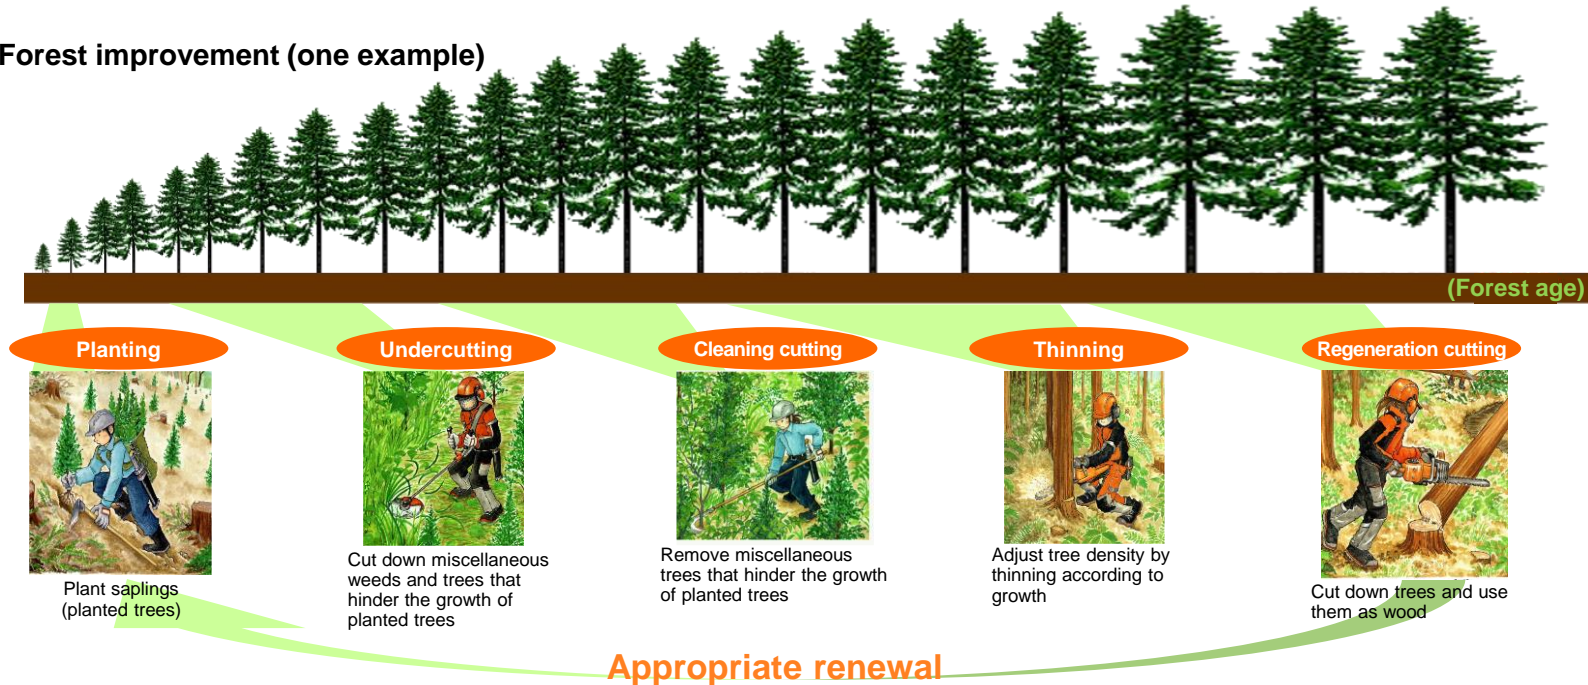 Forest improvement (one example)
(Forest age)
Planting
Undercutting
Cleaning cutting
Thinning
Regeneration cutting
Plant saplings
(planted trees)
Cut down miscellaneous
weeds and trees that
hinder the growth of
planted trees
Remove miscellaneous
trees that hinder the growth
of planted trees
Adjust tree density by
thinning according to
growth
Cut down trees and use
them as wood
Appropriate renewal